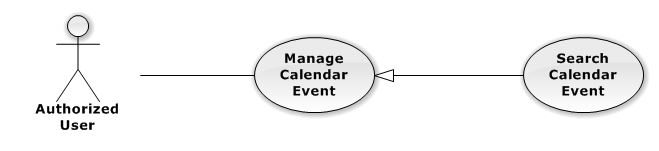 Authorized
User
Manage
Calendar
Event
Search
Calendar
Event